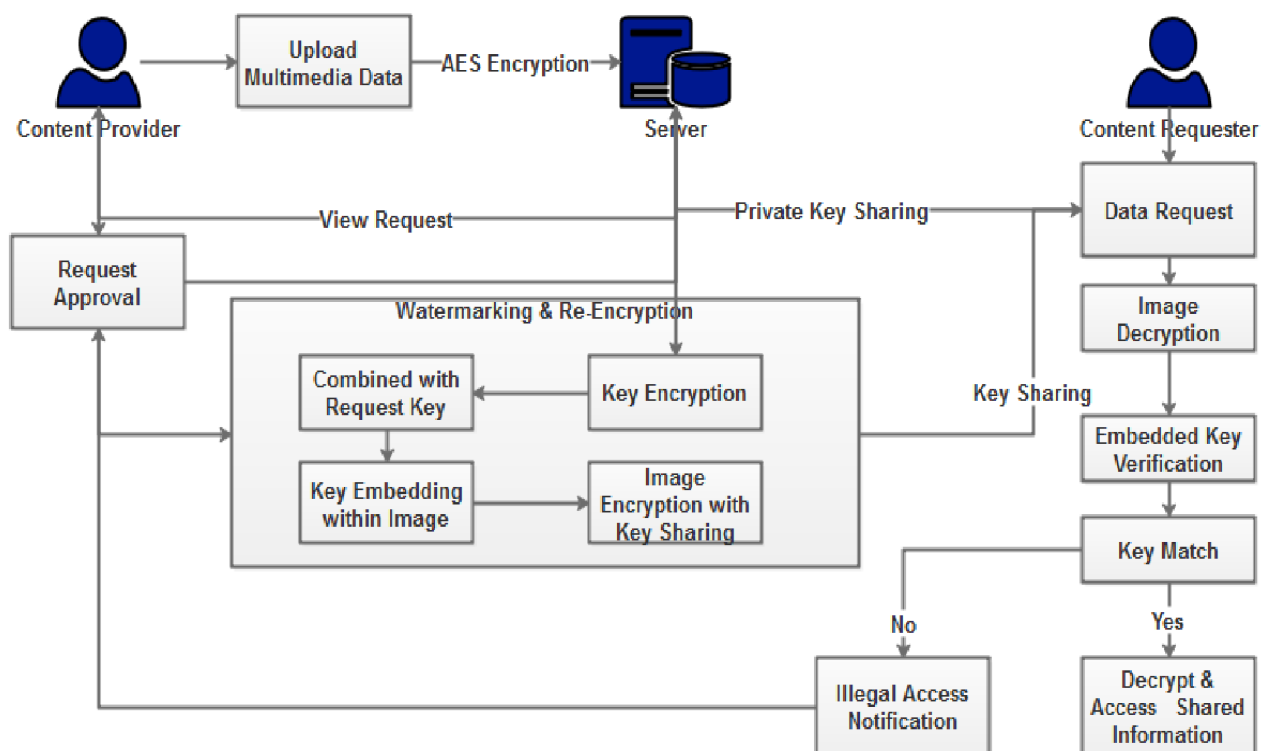 Upload
Multimedia Data
AES Encryption
Content Provider
Server
Content Requester
View Request
Private Key Sharing
Data Request
Request
Approval
Watermarking & Re-Encryption
Image
Decryption
Combined with
Request Key
Key Encryption
Key Sharing
Embedded Key
Verification
Key Embedding
within Image
Image
Encryption with
Key Sharing
Key Match
No
Yes
Illegal Access
Notification
Decrypt &
Access Shared
Information